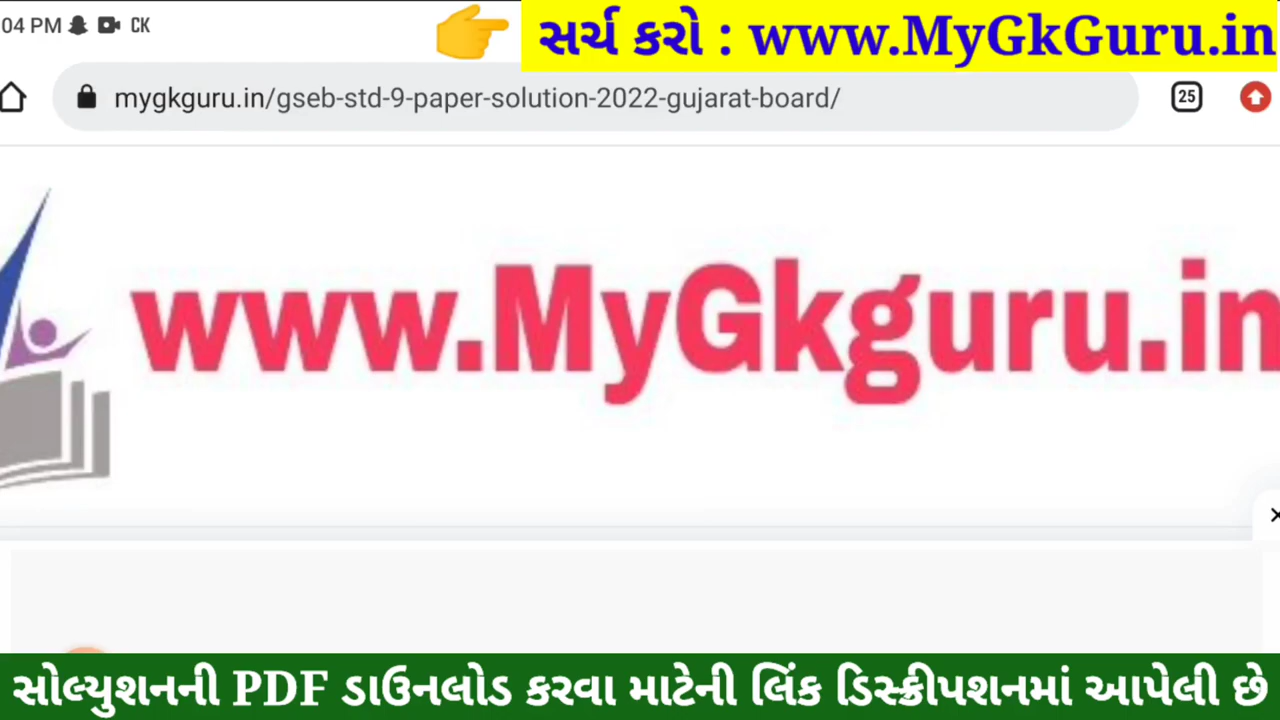 04 PM CK
સર્ચ કરો : www.MyGkGuru.in
mygkguru.in/gseb-std-9-paper-solution-2022-gujarat-board/
25
www.MyGkguru.in
સોલ્યુશનની PDF ડાઉનલોડ કરવા માટેની લિંક ડિસ્ક્રીપશનમાં આપેલી છે